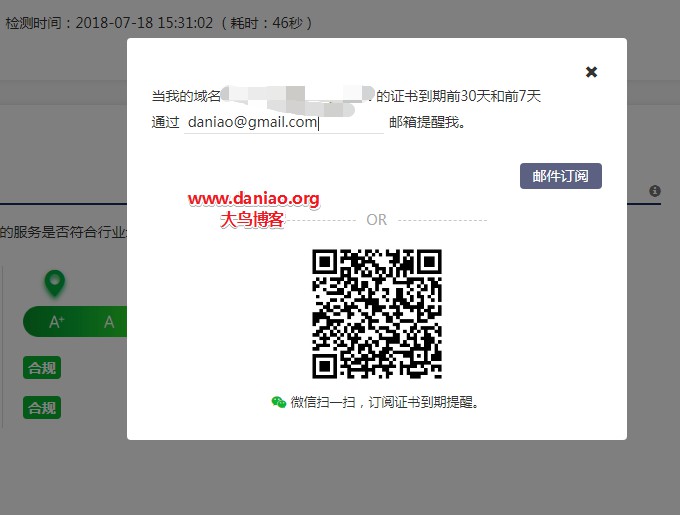 检测时间：2018-07-18 15:31:02（耗时：46秒）
当我的域名 的证书到期前30天和前7天
通过 daniao@gmail.com 邮箱提醒我。
邮件订阅
www.daniao.org
大鸟博客
OR
的服务是否符合行业
A+ A
合规
合规
微信扫一扫，订阅证书到期提醒。